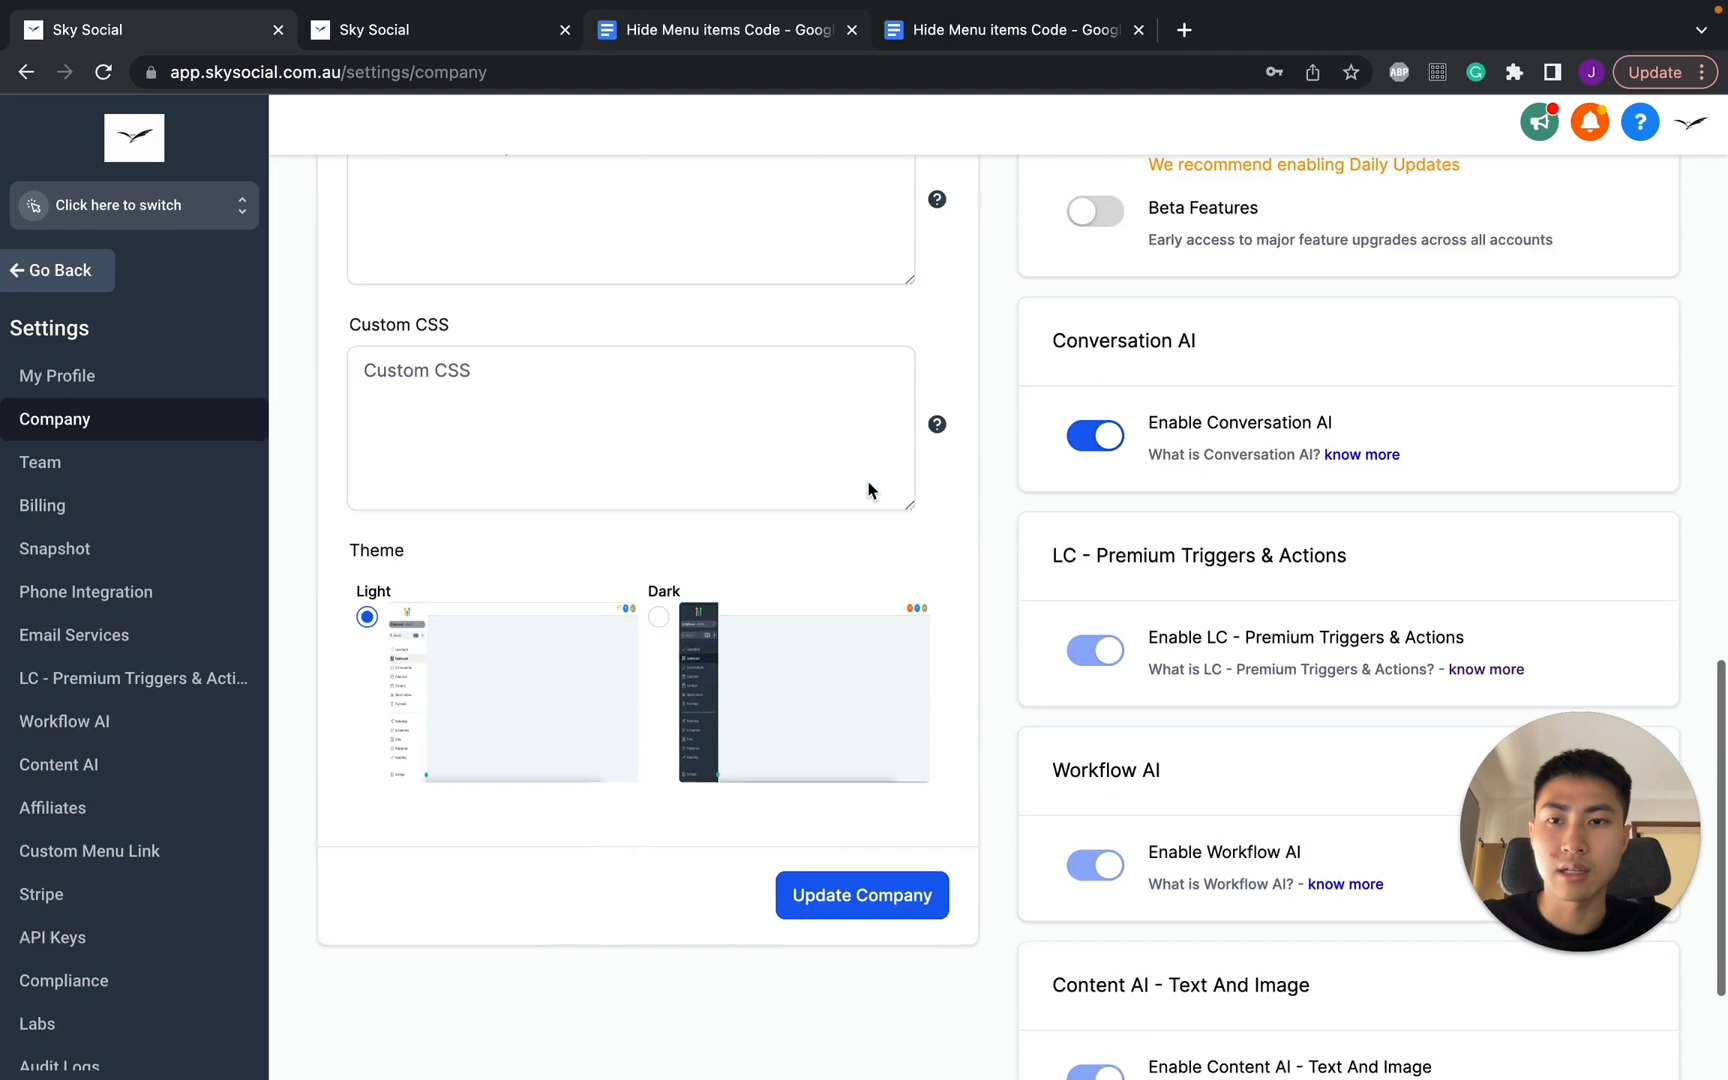 Sky Social
Sky Social
Hide Menu items Code - Googl
Hide Menu items Code - Googl
app.skysocial.com.au/settings/company
ABP
J
Update
Click here to switch
Go Back
Settings
My Profile
Company
Team
Billing
Snapshot
Phone Integration
Email Services
LC - Premium Triggers & Acti...
Workflow AI
Content AI
Affiliates
Custom Menu Link
Stripe
API Keys
Compliance
Labs
Audit Logs
?
Custom CSS
Custom CSS
?
Theme
Light
Dark
Update Company
?
We recommend enabling Daily Updates
Beta Features
Early access to major feature upgrades across all accounts
Conversation AI
Enable Conversation AI
What is Conversation AI? know more
LC - Premium Triggers & Actions
Enable LC - Premium Triggers & Actions
What is LC - Premium Triggers & Actions? - know more
Workflow AI
Enable Workflow AI
What is Workflow AI? - know more
Content AI - Text And Image
Enable Content AI - Text And Image